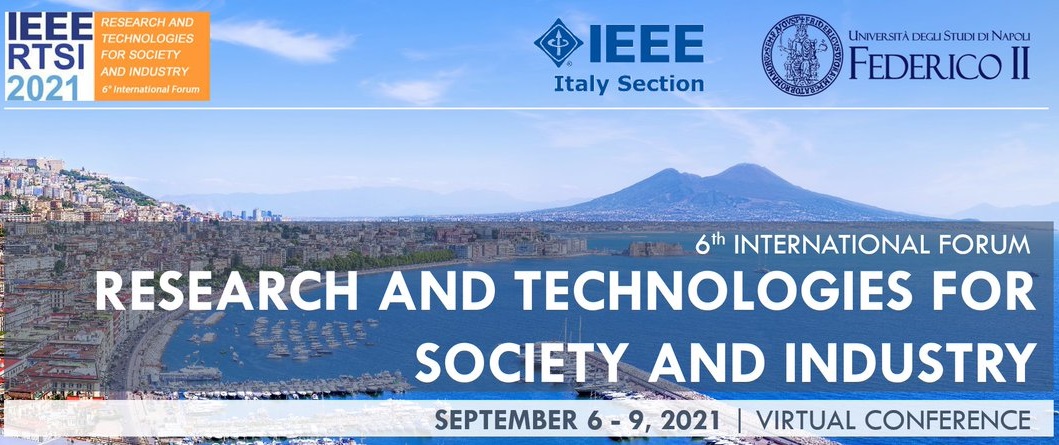 IEEE
RTSI
2021
RESEARCH AND
TECHNOLOGIES
FOR SOCIETY
AND INDUSTRY
6° International Forum
IEEE
Italy Section
UNIVERSITÀ DEGLI STUDI DI NAPOLI
FEDERICO II
6th INTERNATIONAL FORUM
RESEARCH AND TECHNOLOGIES FOR
SOCIETY AND INDUSTRY
SEPTEMBER 6 - 9, 2021 | VIRTUAL CONFERENCE